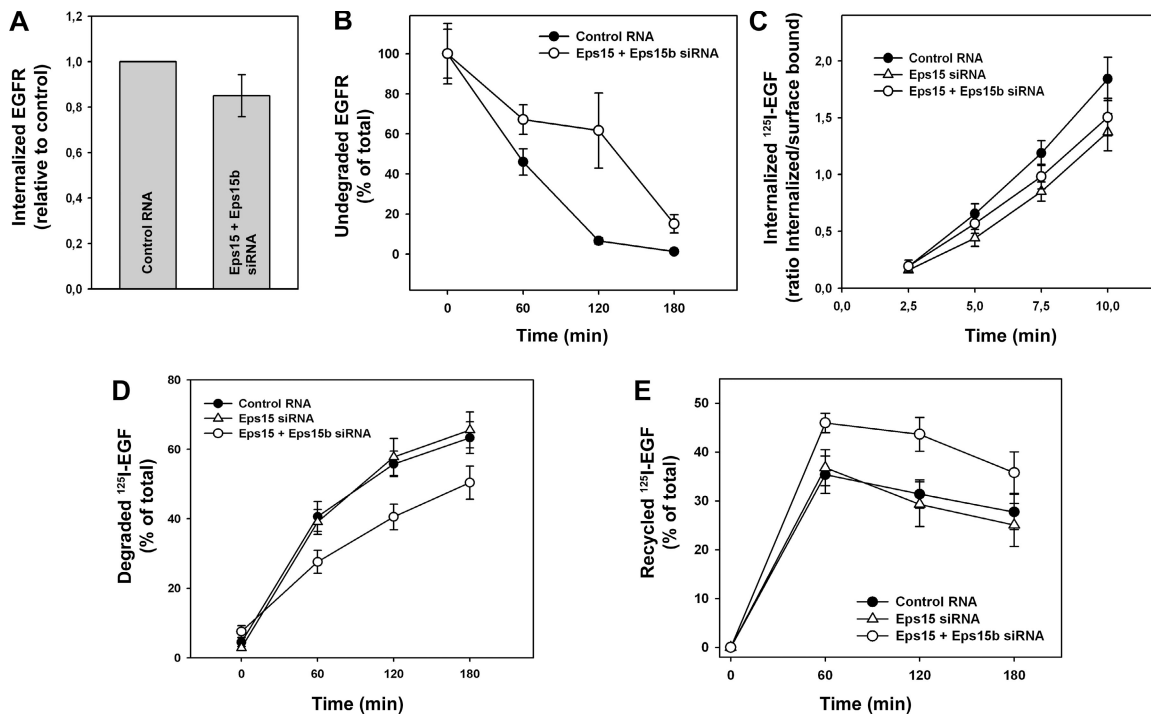 A
Internalized EGFR
(relative to control)
1,2
1,0
0,8
0,6
0,4
0,2
0,0
Control RNA
Eps15 + Eps15b
siRNA
B
Undegraded EGFR
(% of total)
100
80
60
40
20
0
Control RNA
Eps15 + Eps15b siRNA
0
60
120
180
Time (min)
C
Internalized ¹²⁵I-EGF
(ratio Internalized/surface bound)
2,0
1,5
1,0
0,5
0,0
Control RNA
Eps15 siRNA
Eps15 + Eps15b siRNA
0,0
2,5
5,0
7,5
10,0
Time (min)
D
Degraded ¹²⁵I-EGF
(% of total)
80
60
40
20
0
Control RNA
Eps15 siRNA
Eps15 + Eps15b siRNA
0
60
120
180
Time (min)
E
Recycled ¹²⁵I-EGF
(% of total)
50
40
30
20
10
0
Control RNA
Eps15 siRNA
Eps15 + Eps15b siRNA
0
60
120
180
Time (min)